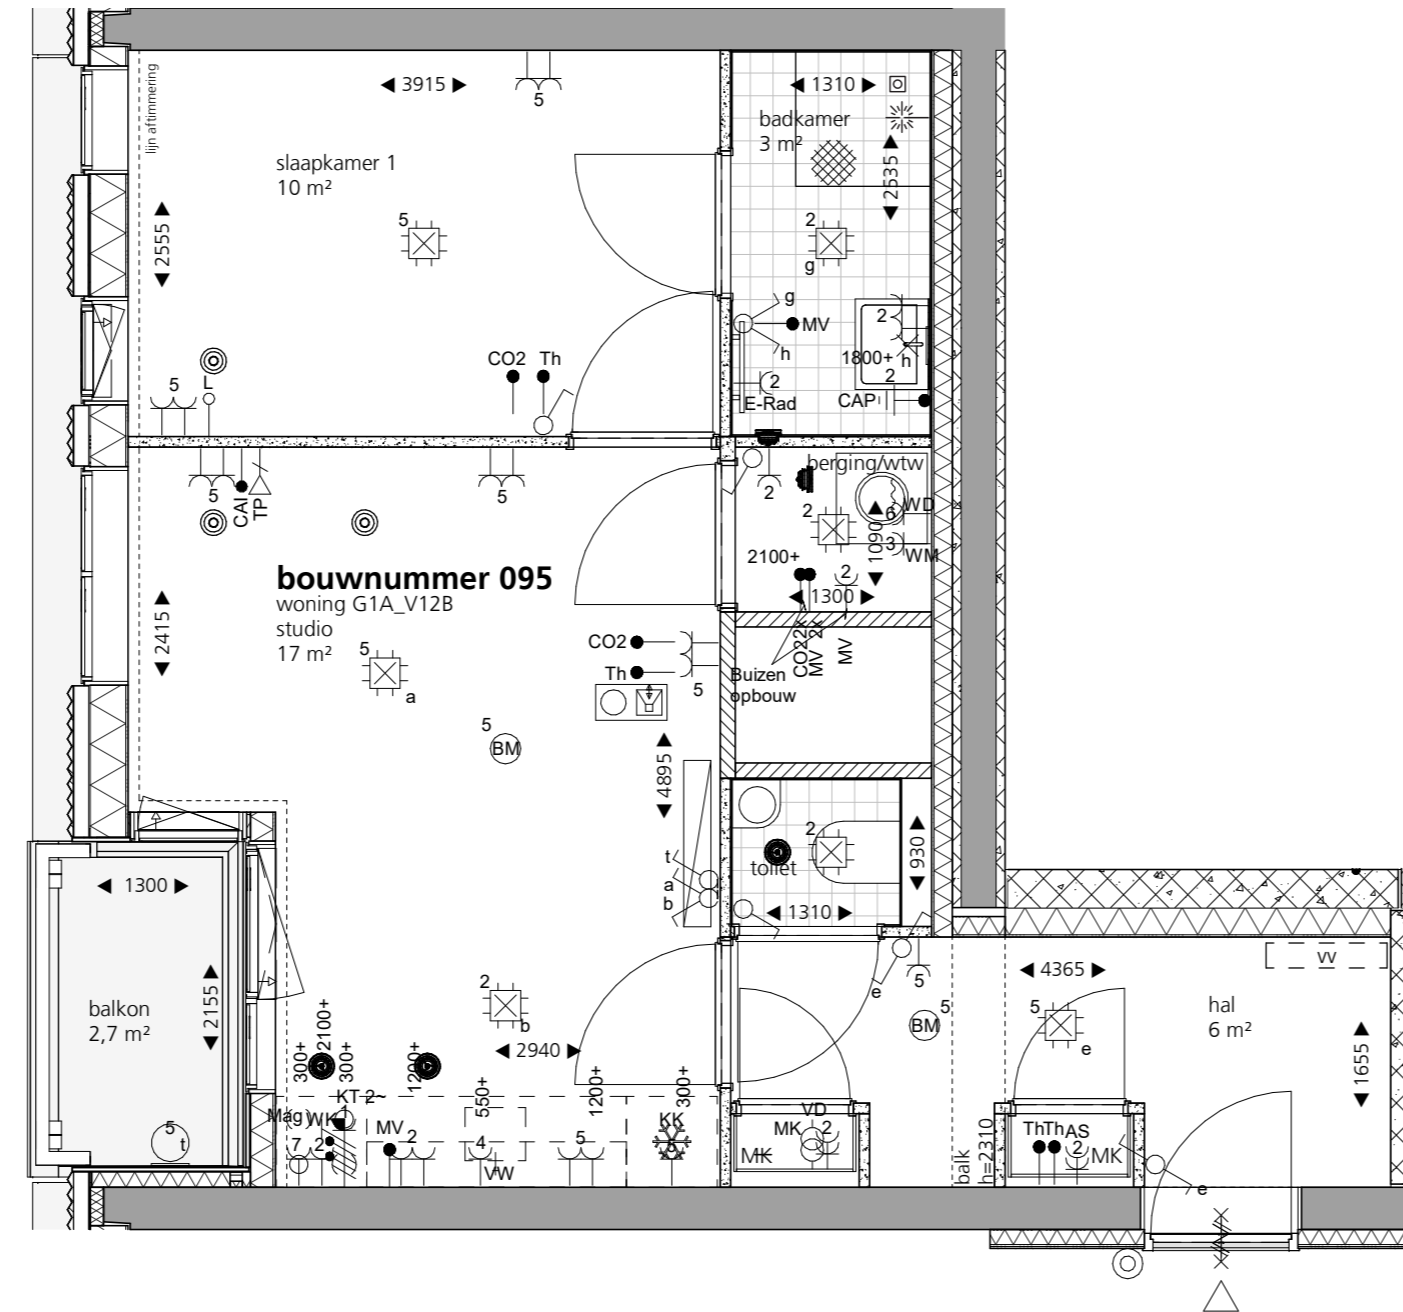 lijn aftimmering
◄ 3915 ►
5
slaapkamer 1
10 m²
◄ 2555 ►
5
◄ 1310 ►
badkamer
3 m²
◄ 2535 ►
2
g
g
MV
h
2
1800+ h
2
2
E-Rad
CAP
CO2 Th
5 L
5
CAI
TP
5
2
berging/wtw
2
6 WD
3 WM
◄ 1090 ►
2100+
2
◄ 1300 ►
CO2 2x
MV 2x
MV
Buizen
opbouw
bouwnummer 095
woning G1A_V12B
studio
17 m²
◄ 2415 ►
5
a
CO2
Th
5
5
BM
◄ 4895 ►
t
a
b
2
toilet
◄ 1310 ►
◄ 930 ►
e
5
BM
5
◄ 4365 ►
5
e
VV
hal
6 m²
◄ 1655 ►
◄ 1300 ►
balkon
2,7 m²
◄ 2155 ►
5
t
2
b
◄ 2940 ►
300+
2100+
300+
1200+
550+
1200+
300+
KT 2~
Mag
WK
1
7
2
MV
2
4
VW
5
KK
5
VD
MK
2
MK
balk
h=2310
Th Th AS
2
MK
e